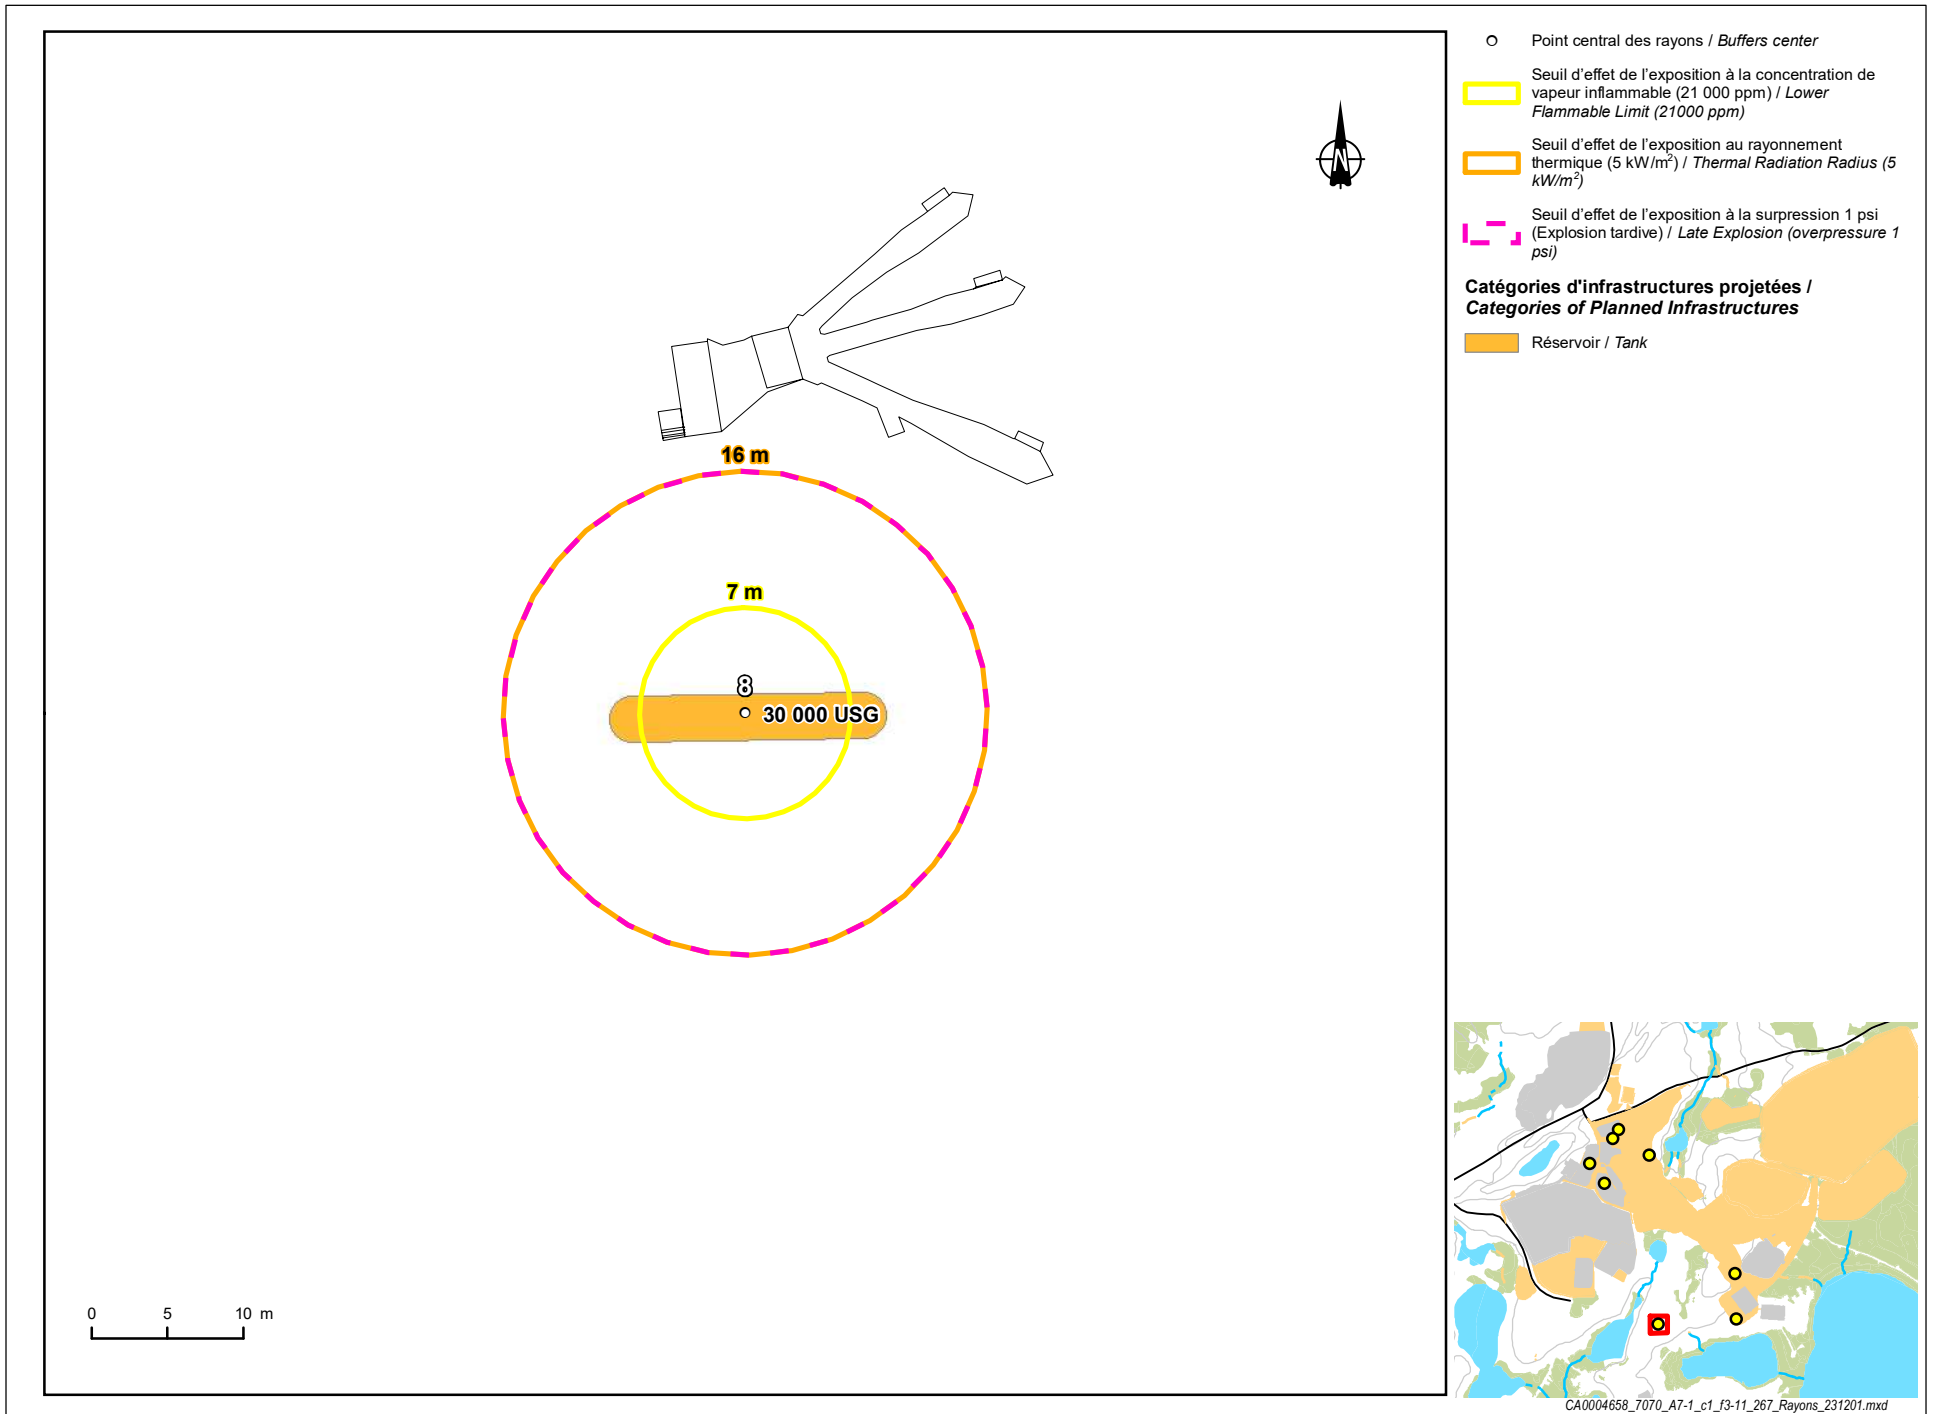 Point central des rayons / Buffers center
Seuil d'effet de l'exposition à la concentration de
vapeur inflammable (21 000 ppm) / Lower
Flammable Limit (21000 ppm)
Seuil d'effet de l'exposition au rayonnement
thermique (5 kW/m²) / Thermal Radiation Radius (5
kW/m²)
Seuil d'effet de l'exposition à la surpression 1 psi
(Explosion tardive) / Late Explosion (overpressure 1
psi)
Catégories d'infrastructures projetées /
Categories of Planned Infrastructures
Réservoir / Tank
N
16 m
7 m
8
30 000 USG
0 5 10 m
CA0004658_7070_A7-1_c1_f3-11_267_Rayons_231201.mxd